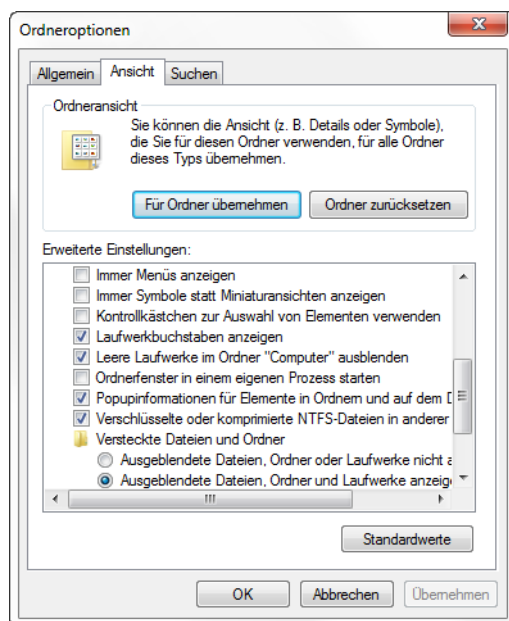 Ordneroptionen
Allgemein Ansicht Suchen
Ordneransicht
Sie können die Ansicht (z. B. Details oder Symbole),
die Sie für diesen Ordner verwenden, für alle Ordner
dieses Typs übernehmen.
Für Ordner übernehmen Ordner zurücksetzen
Erweiterte Einstellungen:
Immer Menüs anzeigen
Immer Symbole statt Miniaturansichten anzeigen
Kontrollkästchen zur Auswahl von Elementen verwenden
Laufwerkbuchstaben anzeigen
Leere Laufwerke im Ordner "Computer" ausblenden
Ordnerfenster in einem eigenen Prozess starten
Popupinformationen für Elemente in Ordnern und auf dem
Verschlüsselte oder komprimierte NTFS-Dateien in anderer
Versteckte Dateien und Ordner
Ausgeblendete Dateien, Ordner oder Laufwerke nicht
Ausgeblendete Dateien, Ordner und Laufwerke anzeig
Standardwerte
OK Abbrechen Übernehmen